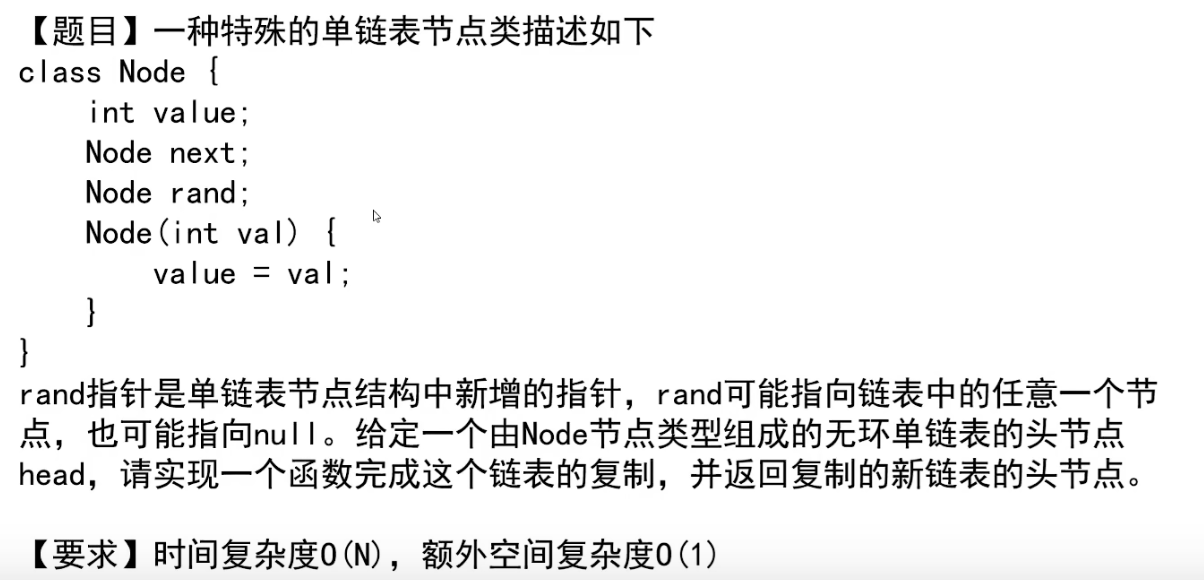 【题目】一种特殊的单链表节点类描述如下
class Node {
int value;
Node next;
Node rand;
Node(int val) {
value = val;
}
}
rand指针是单链表节点结构中新增的指针，rand可能指向链表中的任意一个节
点，也可能指向null。给定一个由Node节点类型组成的无环单链表的头节点
head，请实现一个函数完成这个链表的复制，并返回复制的新链表的头节点。
【要求】时间复杂度O(N)，额外空间复杂度O(1)